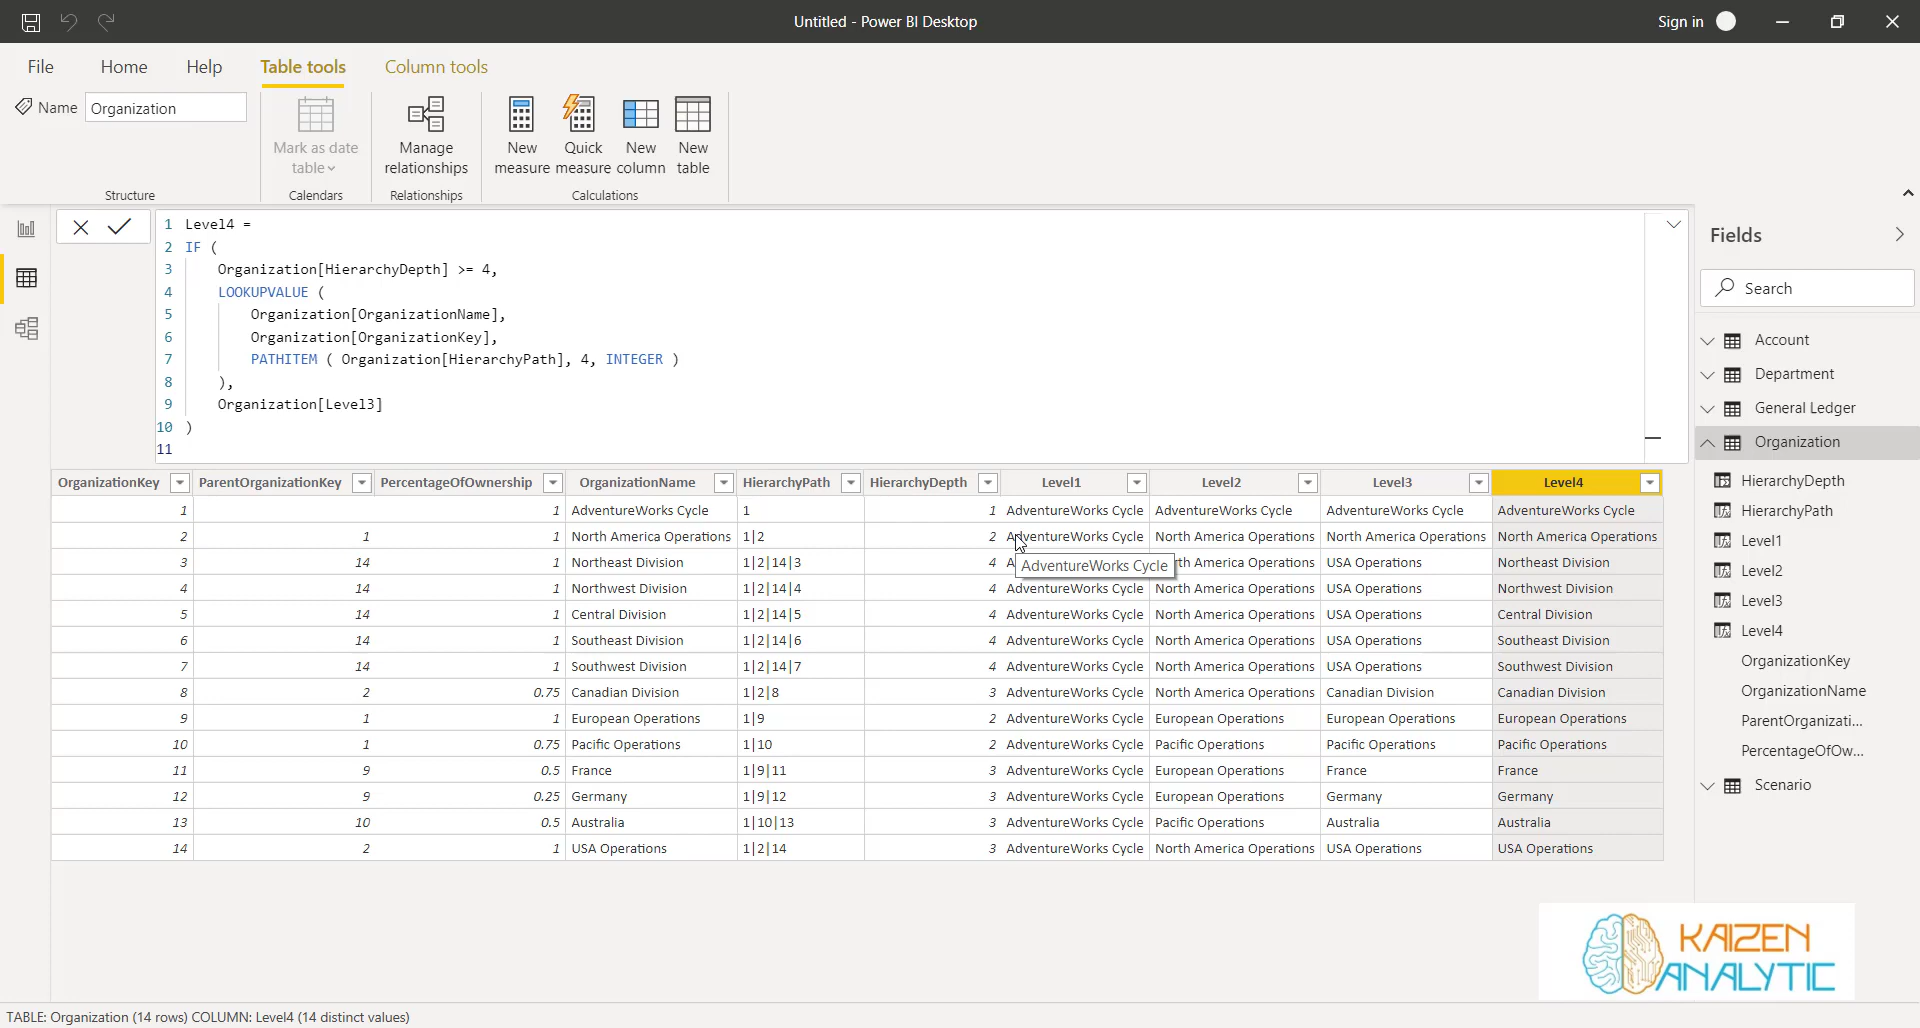 Untitled - Power BI Desktop
Sign in
File Home Help Table tools Column tools
Name Organization
Mark as date table
Manage relationships
New measure
Quick measure
New column
New table
Structure Calendars Relationships Calculations
1 Level4 =
2 IF (
3 Organization[HierarchyDepth] >= 4,
4 LOOKUPVALUE (
5 Organization[OrganizationName],
6 Organization[OrganizationKey],
7 PATHITEM ( Organization[HierarchyPath], 4, INTEGER )
8 ),
9 Organization[Level3]
10 )
11
OrganizationKey ParentOrganizationKey PercentageOfOwnership OrganizationName HierarchyPath HierarchyDepth Level1 Level2 Level3 Level4
1 1 AdventureWorks Cycle 1 1 AdventureWorks Cycle AdventureWorks Cycle AdventureWorks Cycle AdventureWorks Cycle
2 1 1 North America Operations 1|2 2 AdventureWorks Cycle North America Operations North America Operations North America Operations
3 14 1 Northeast Division 1|2|14|3 4 A th America Operations USA Operations Northeast Division
AdventureWorks Cycle
4 14 1 Northwest Division 1|2|14|4 4 AdventureWorks Cycle North America Operations USA Operations Northwest Division
5 14 1 Central Division 1|2|14|5 4 AdventureWorks Cycle North America Operations USA Operations Central Division
6 14 1 Southeast Division 1|2|14|6 4 AdventureWorks Cycle North America Operations USA Operations Southeast Division
7 14 1 Southwest Division 1|2|14|7 4 AdventureWorks Cycle North America Operations USA Operations Southwest Division
8 2 0.75 Canadian Division 1|2|8 3 AdventureWorks Cycle North America Operations Canadian Division Canadian Division
9 1 1 European Operations 1|9 2 AdventureWorks Cycle European Operations European Operations European Operations
10 1 0.75 Pacific Operations 1|10 2 AdventureWorks Cycle Pacific Operations Pacific Operations Pacific Operations
11 9 0.5 France 1|9|11 3 AdventureWorks Cycle European Operations France France
12 9 0.25 Germany 1|9|12 3 AdventureWorks Cycle European Operations Germany Germany
13 10 0.5 Australia 1|10|13 3 AdventureWorks Cycle Pacific Operations Australia Australia
14 2 1 USA Operations 1|2|14 3 AdventureWorks Cycle North America Operations USA Operations USA Operations
Fields
Search
Account
Department
General Ledger
Organization
HierarchyDepth
HierarchyPath
Level1
Level2
Level3
Level4
OrganizationKey
OrganizationName
ParentOrganizati...
PercentageOfOw...
Scenario
KAIZEN
ANALYTIC
TABLE: Organization (14 rows) COLUMN: Level4 (14 distinct values)